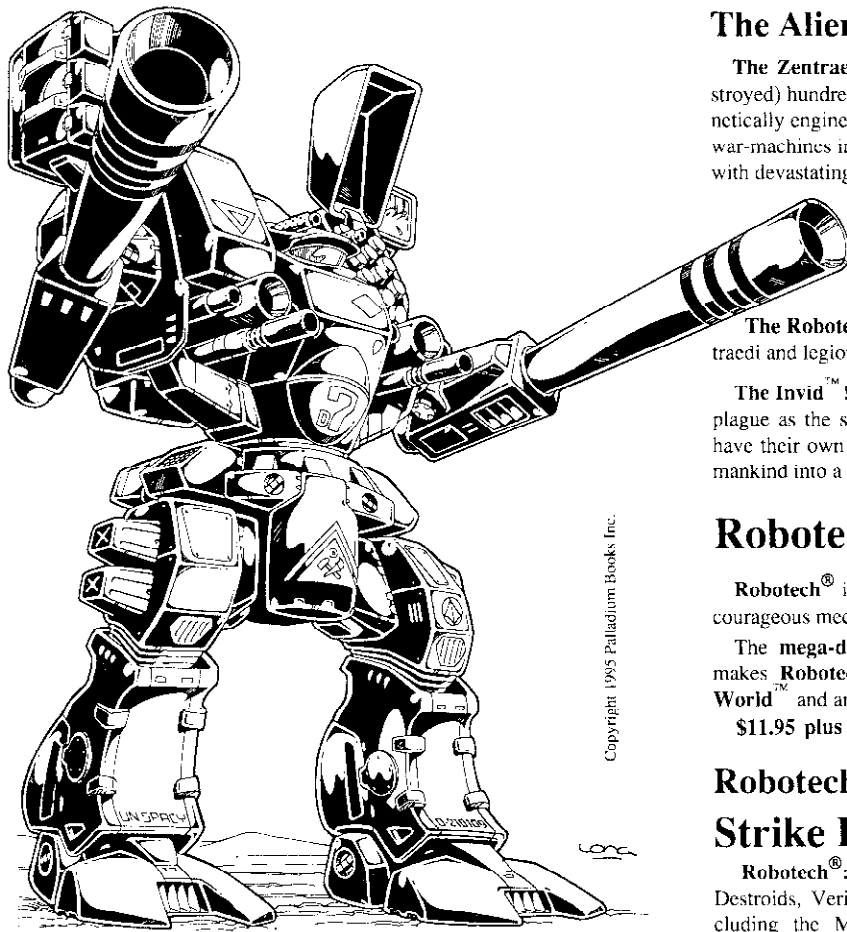 UN SPACY
Long
Copyright 1995 Palladium Books Inc.
The Alien
The Zentrae
stroyed) hundre
netically engine
war-machines in
with devastating
The Robote
traedi and legio
The Invid™
plague as the s
have their own
mankind into a
Robote
Robotech® i
courageous mec
The mega-d
makes Robotec
World™ and an
$11.95 plus
Robotech
Strike
Robotech®:
Destroids, Veri
cluding the M